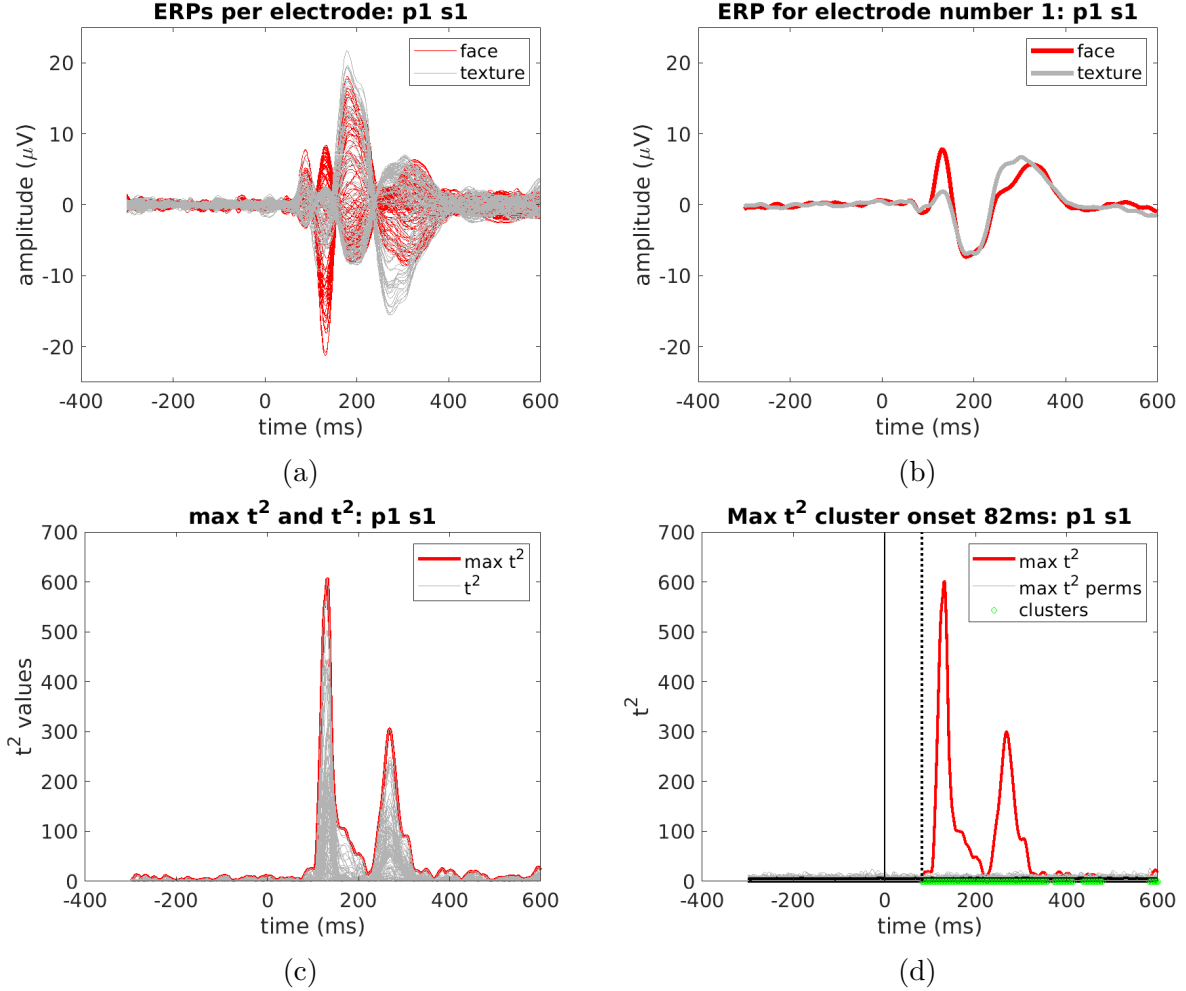 ERPs per electrode: p1 s1
face
texture
20
10
0
-10
-20
amplitude (μV)
-400
-200
0
200
400
600
time (ms)
(a)
ERP for electrode number 1: p1 s1
face
texture
20
10
0
-10
-20
amplitude (μV)
-400
-200
0
200
400
600
time (ms)
(b)
max t² and t²: p1 s1
max t²
t²
700
600
500
400
300
200
100
0
t² values
-400
-200
0
200
400
600
time (ms)
(c)
Max t² cluster onset 82ms: p1 s1
max t²
max t² perms
clusters
700
600
500
400
300
200
100
0
t²
-400
-200
0
200
400
600
time (ms)
(d)